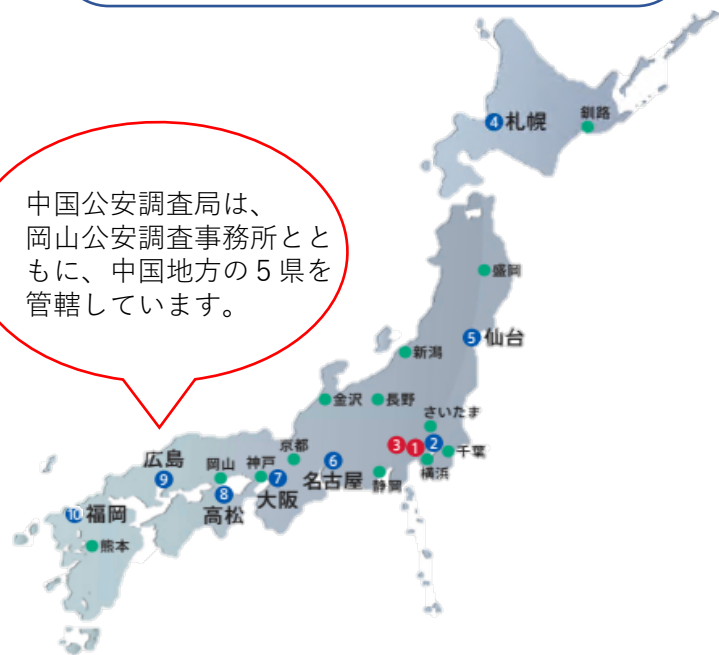 中国公安調査局は、
岡山公安調査事務所とと
もに、中国地方の５県を
管轄しています。
4 札幌
釧路
盛岡
5 仙台
新潟
金沢
長野
さいたま
3 1 2
千葉
横浜
静岡
6
名古屋
京都
神戸
7
大阪
岡山
8
高松
広島
9
10 福岡
熊本